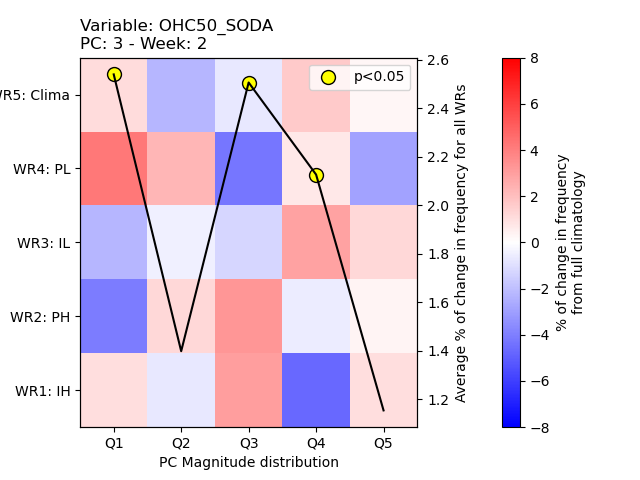 Variable: OHC50_SODA
PC: 3 - Week: 2
p<0.05
R5: Clima
WR4: PL
WR3: IL
WR2: PH
WR1: IH
Q1 Q2 Q3 Q4 Q5
PC Magnitude distribution
2.6
2.4
2.2
2.0
1.8
1.6
1.4
1.2
Average % of change in frequency for all WRs
8
6
4
2
0
−2
−4
−6
−8
% of change in frequency
from full climatology